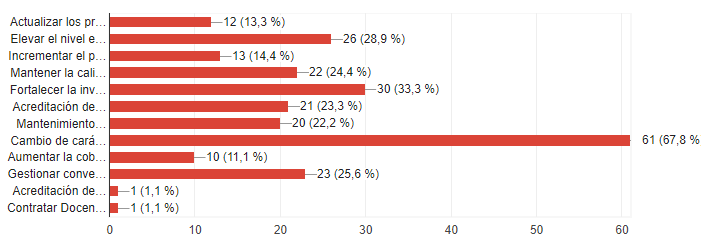 Actualizar los pr… 12 (13,3 %)
Elevar el nivel e… 26 (28,9 %)
Incrementar el p… 13 (14,4 %)
Mantener la cali… 22 (24,4 %)
Fortalecer la inv… 30 (33,3 %)
Acreditación de… 21 (23,3 %)
Mantenimiento… 20 (22,2 %)
Cambio de cará… 61 (67,8 %
Aumentar la cob… 10 (11,1 %)
Gestionar conve… 23 (25,6 %)
Acreditación de… 1 (1,1 %)
Contratar Docen… 1 (1,1 %)
0 10 20 30 40 50 60